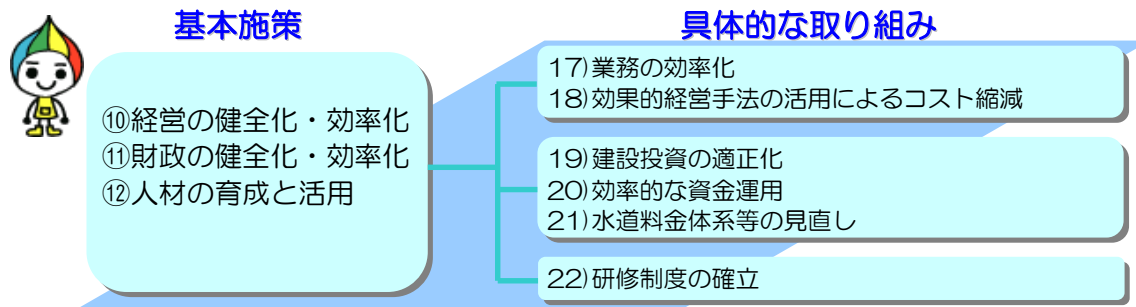 基本施策
具体的な取り組み
⑩経営の健全化・効率化
⑪財政の健全化・効率化
⑫人材の育成と活用
17)業務の効率化
18)効果的経営手法の活用によるコスト縮減
19)建設投資の適正化
20)効率的な資金運用
21)水道料金体系等の見直し
22)研修制度の確立